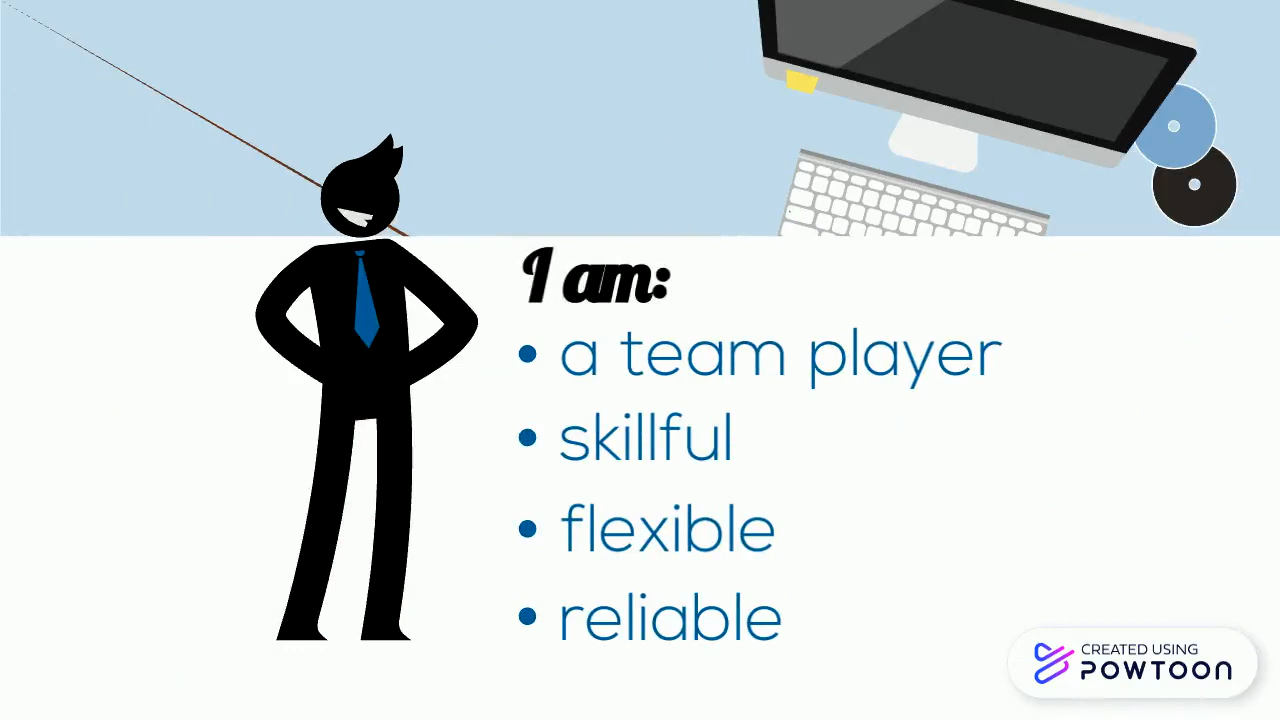 I am:
• a team player
• skillful
• flexible
• reliable
CREATED USING
POWTOON